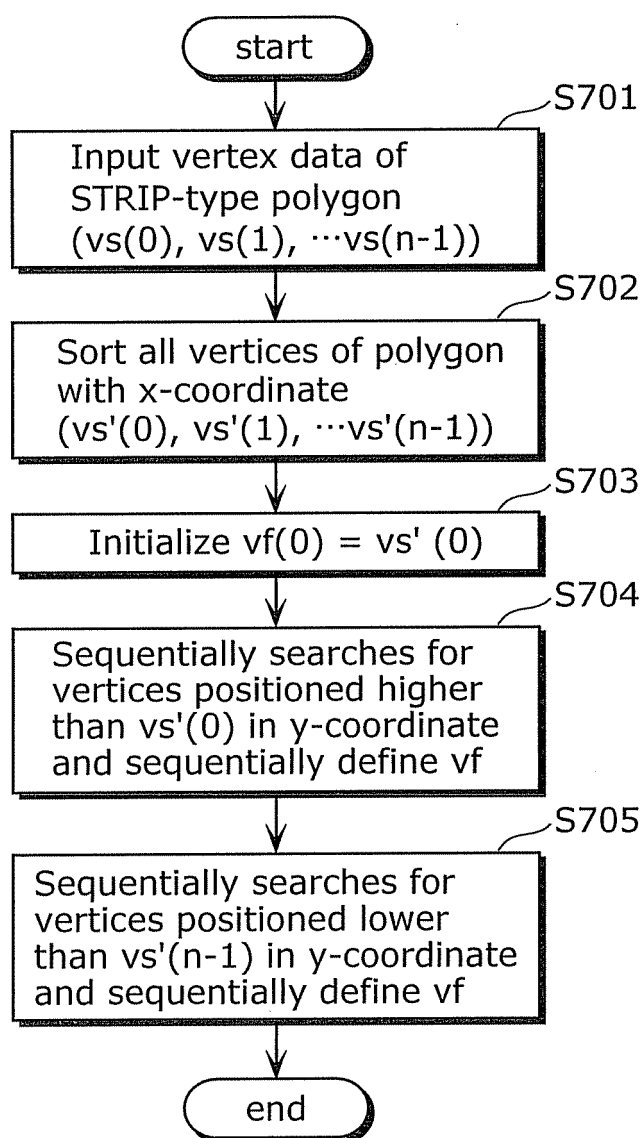 start
S701
Input vertex data of
STRIP-type polygon
(vs(0), vs(1), ···vs(n-1))
S702
Sort all vertices of polygon
with x-coordinate
(vs'(0), vs'(1), ···vs'(n-1))
S703
Initialize vf(0) = vs' (0)
S704
Sequentially searches for
vertices positioned higher
than vs'(0) in y-coordinate
and sequentially define vf
S705
Sequentially searches for
vertices positioned lower
than vs'(n-1) in y-coordinate
and sequentially define vf
end